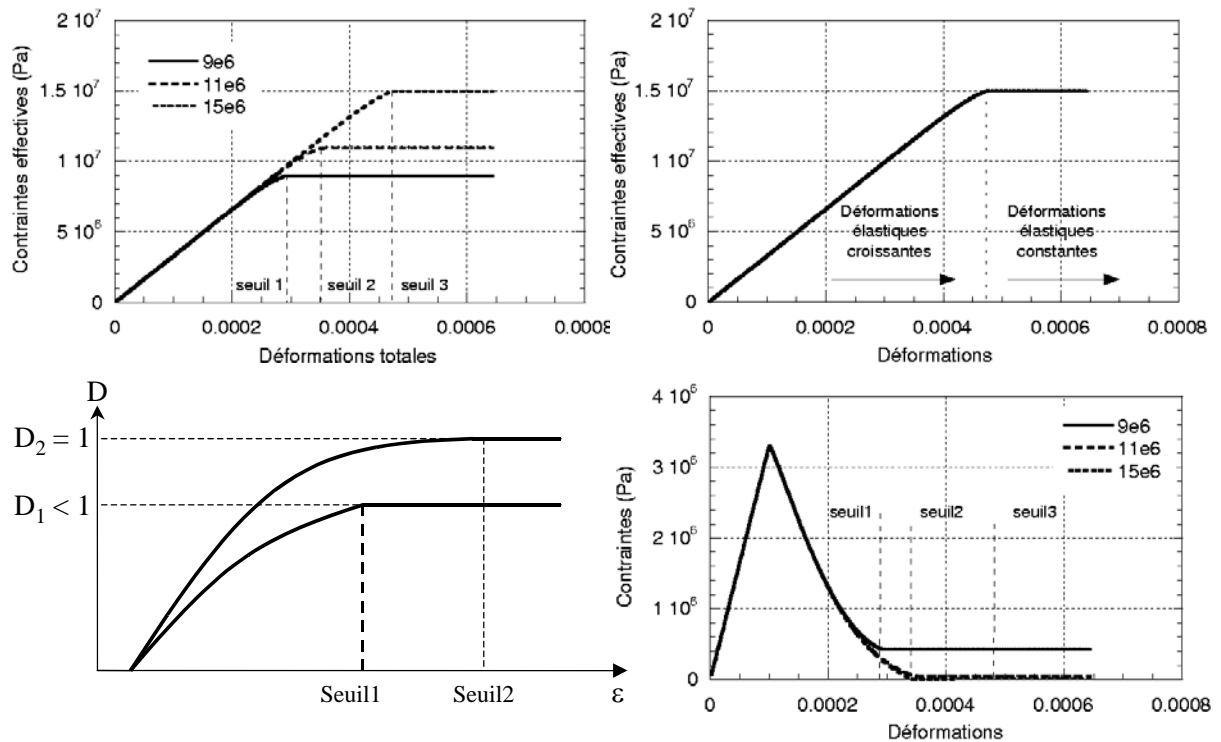 2 10⁷
1.5 10⁷
1 10⁷
5 10⁶
0
Contraintes effectives (Pa)
9e6
11e6
15e6
seuil 1
seuil 2
seuil 3
0
0.0002
0.0004
0.0006
0.0008
Déformations totales
2 10⁷
1.5 10⁷
1 10⁷
5 10⁶
0
Contraintes effectives (Pa)
Déformations
élastiques
croissantes
Déformations
élastiques
constantes
0
0.0002
0.0004
0.0006
0.0008
Déformations
D
D₂ = 1
D₁ < 1
Seuil1
Seuil2
ε
4 10⁶
3 10⁶
2 10⁶
1 10⁶
0
Contraintes (Pa)
9e6
11e6
15e6
seuil1
seuil2
seuil3
0
0.0002
0.0004
0.0006
0.0008
Déformations